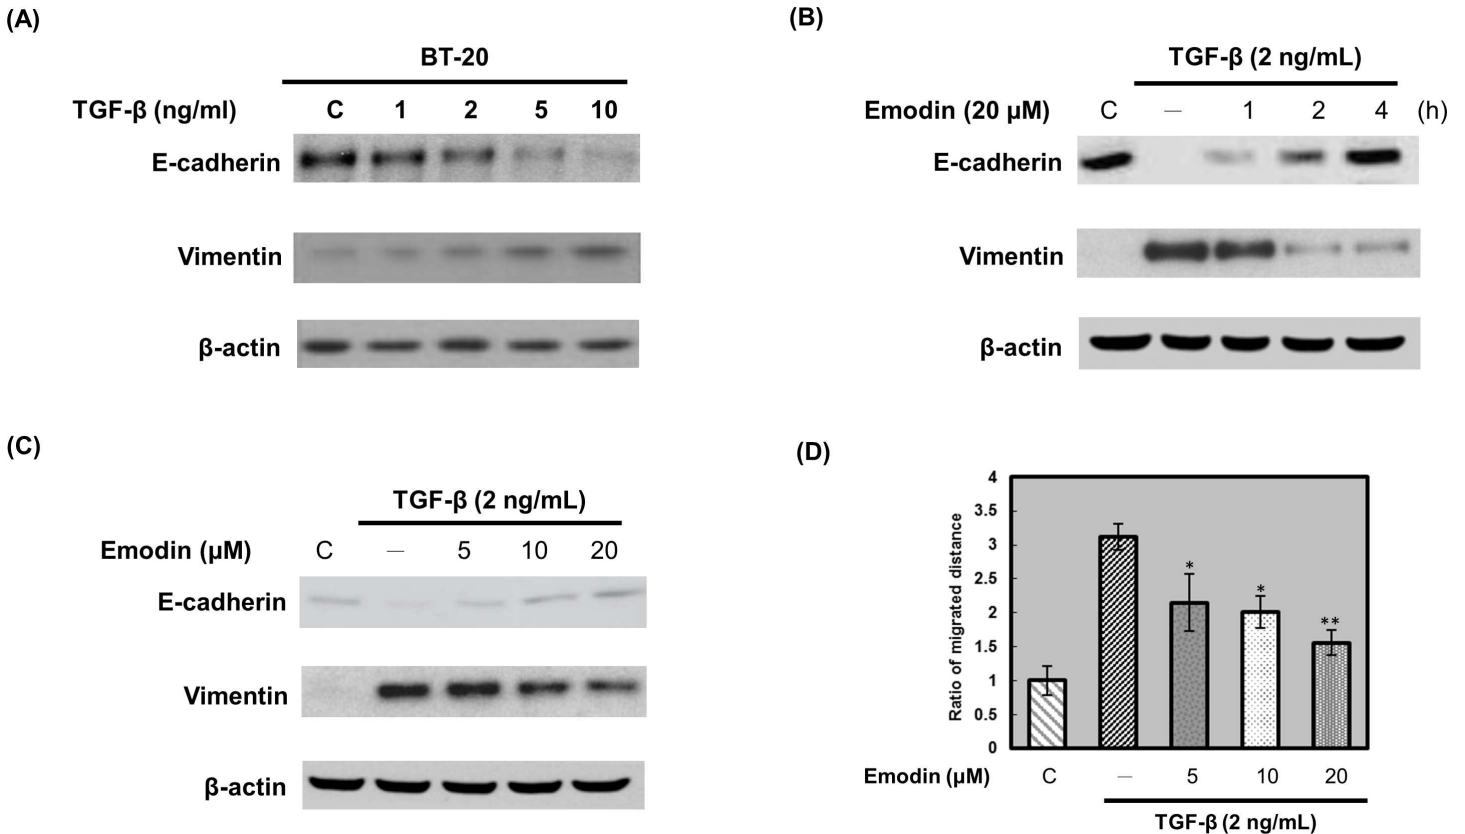 (A)
BT-20
TGF-β (ng/ml) C 1 2 5 10
E-cadherin
Vimentin
β-actin
(B)
TGF-β (2 ng/mL)
Emodin (20 μM) C — 1 2 4 (h)
E-cadherin
Vimentin
β-actin
(C)
TGF-β (2 ng/mL)
Emodin (μM) C — 5 10 20
E-cadherin
Vimentin
β-actin
(D)
Ratio of migrated distance
4
3.5
3
2.5
2
1.5
1
0.5
0
*
*
**
Emodin (μM) C — 5 10 20
TGF-β (2 ng/mL)